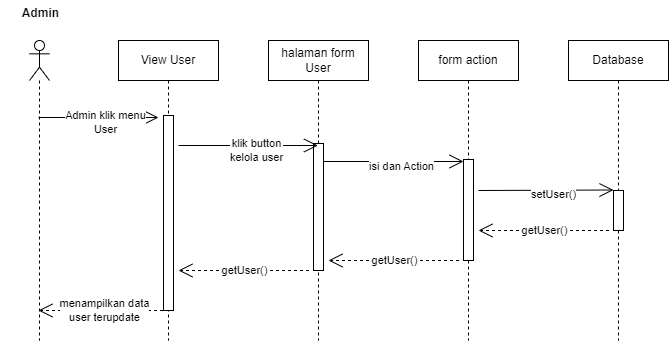 Admin
View User
halaman form
User
form action
Database
Admin klik menu
User
klik button
kelola user
isi dan Action
setUser()
getUser()
getUser()
getUser()
menampilkan data
user terupdate